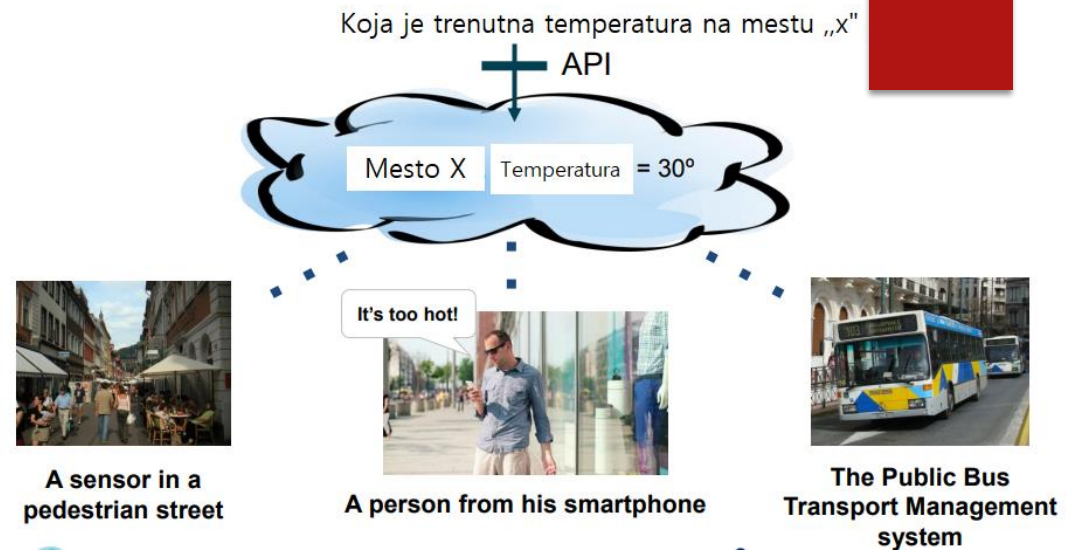 Koja je trenutna temperatura na mestu ,,x"
API
Mesto X Temperatura = 30º
It's too hot!
A sensor in a
pedestrian street
A person from his smartphone
The Public Bus
Transport Management
system